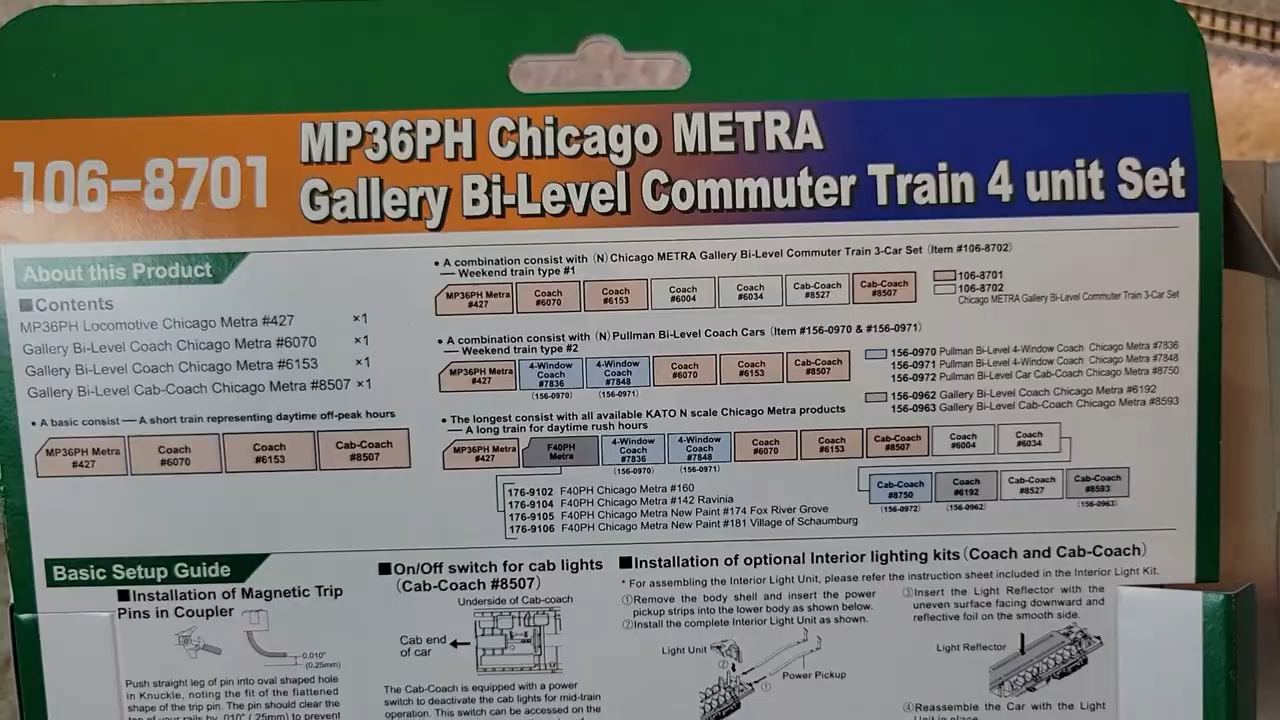 106-8701
MP36PH Chicago METRA
Gallery Bi-Level Commuter Train 4 unit Set
About this Product
■Contents
MP36PH Locomotive Chicago Metra #427 ×1
Gallery Bi-Level Coach Chicago Metra #6070 ×1
Gallery Bi-Level Coach Chicago Metra #6153 ×1
Gallery Bi-Level Cab-Coach Chicago Metra #8507 ×1
• A basic consist — A short train representing daytime off-peak hours
MP36PH Metra #427
Coach #6070
Coach #6153
Cab-Coach #8507
• A combination consist with (N) Chicago METRA Gallery Bi-Level Commuter Train 3-Car Set (Item #106-8702)
— Weekend train type #1
MP36PH Metra #427
Coach #6070
Coach #6153
Coach #6004
Coach #6034
Cab-Coach #8527
Cab-Coach #8507
106-8701
106-8702
Chicago METRA Gallery Bi-Level Commuter Train 3-Car Set
• A combination consist with (N) Pullman Bi-Level Coach Cars (Item #156-0970 & #156-0971)
— Weekend train type #2
MP36PH Metra #427
4-Window Coach #7836
(156-0970)
4-Window Coach #7848
(156-0971)
Coach #6070
Coach #6153
Cab-Coach #8507
156-0970 Pullman Bi-Level 4-Window Coach Chicago Metra #7836
156-0971 Pullman Bi-Level 4-Window Coach Chicago Metra #7848
156-0972 Pullman Bi-Level Car Cab-Coach Chicago Metra #8750
156-0962 Gallery Bi-Level Coach Chicago Metra #6192
156-0963 Gallery Bi-Level Cab-Coach Chicago Metra #8593
• The longest consist with all available KATO N scale Chicago Metra products
— A long train for daytime rush hours
MP36PH Metra #427
F40PH Metra
4-Window Coach #7836
(156-0970)
4-Window Coach #7848
(156-0971)
Coach #6070
Coach #6153
Cab-Coach #8507
Coach #6004
Coach #6034
Cab-Coach #8750
(156-0972)
Coach #6192
(156-0962)
Cab-Coach #8527
Cab-Coach #8593
(156-0963)
176-9102 F40PH Chicago Metra #160
176-9104 F40PH Chicago Metra #142 Ravinia
176-9105 F40PH Chicago Metra New Paint #174 Fox River Grove
176-9106 F40PH Chicago Metra New Paint #181 Village of Schaumburg
Basic Setup Guide
■Installation of Magnetic Trip
Pins in Coupler
0.010"
(0.25mm)
Push straight leg of pin into oval shaped hole
in Knuckle, noting the fit of the flattened
shape of the trip pin. The pin should clear the
top of your rails by .010" (.25mm) to prevent
■On/Off switch for cab lights
(Cab-Coach #8507)
Underside of Cab-coach
Cab end
of car
The Cab-Coach is equipped with a power
switch to deactivate the cab lights for mid-train
operation. This switch can be accessed on the
■Installation of optional Interior lighting kits (Coach and Cab-Coach)
* For assembling the Interior Light Unit, please refer the instruction sheet included in the Interior Light Kit.
①Remove the body shell and insert the power
pickup strips into the lower body as shown below.
②Install the complete Interior Light Unit as shown.
Light Unit
②
①
Power Pickup
③Insert the Light Reflector with the
uneven surface facing downward and
reflective foil on the smooth side.
Light Reflector
④Reassemble the Car with the Light
Unit in place